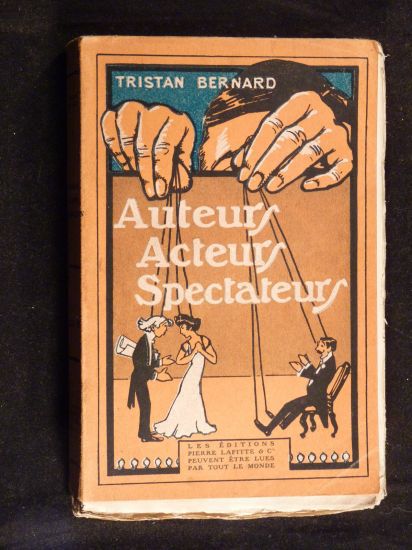 TRISTAN BERNARD
Auteurs
Acteurs
Spectateurs
LES ÉDITIONS
PIERRE LAFITTE & Cie
PEUVENT ÊTRE LUES
PAR TOUT LE MONDE